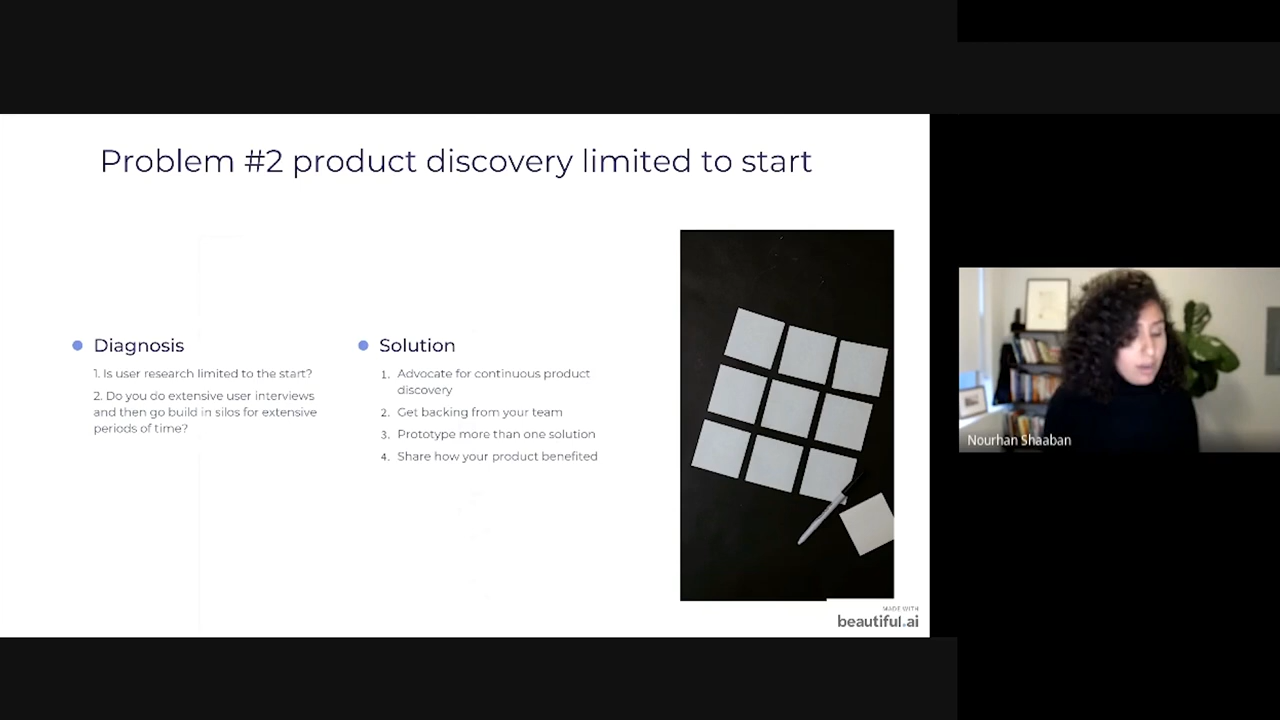 Problem #2 product discovery limited to start
Diagnosis
1. Is user research limited to the start?
2. Do you do extensive user interviews
and then go build in silos for extensive
periods of time?
Solution
1. Advocate for continuous product
discovery
2. Get backing from your team
3. Prototype more than one solution
4. Share how your product benefited
MADE WITH
beautiful.ai
Nourhan Shaaban